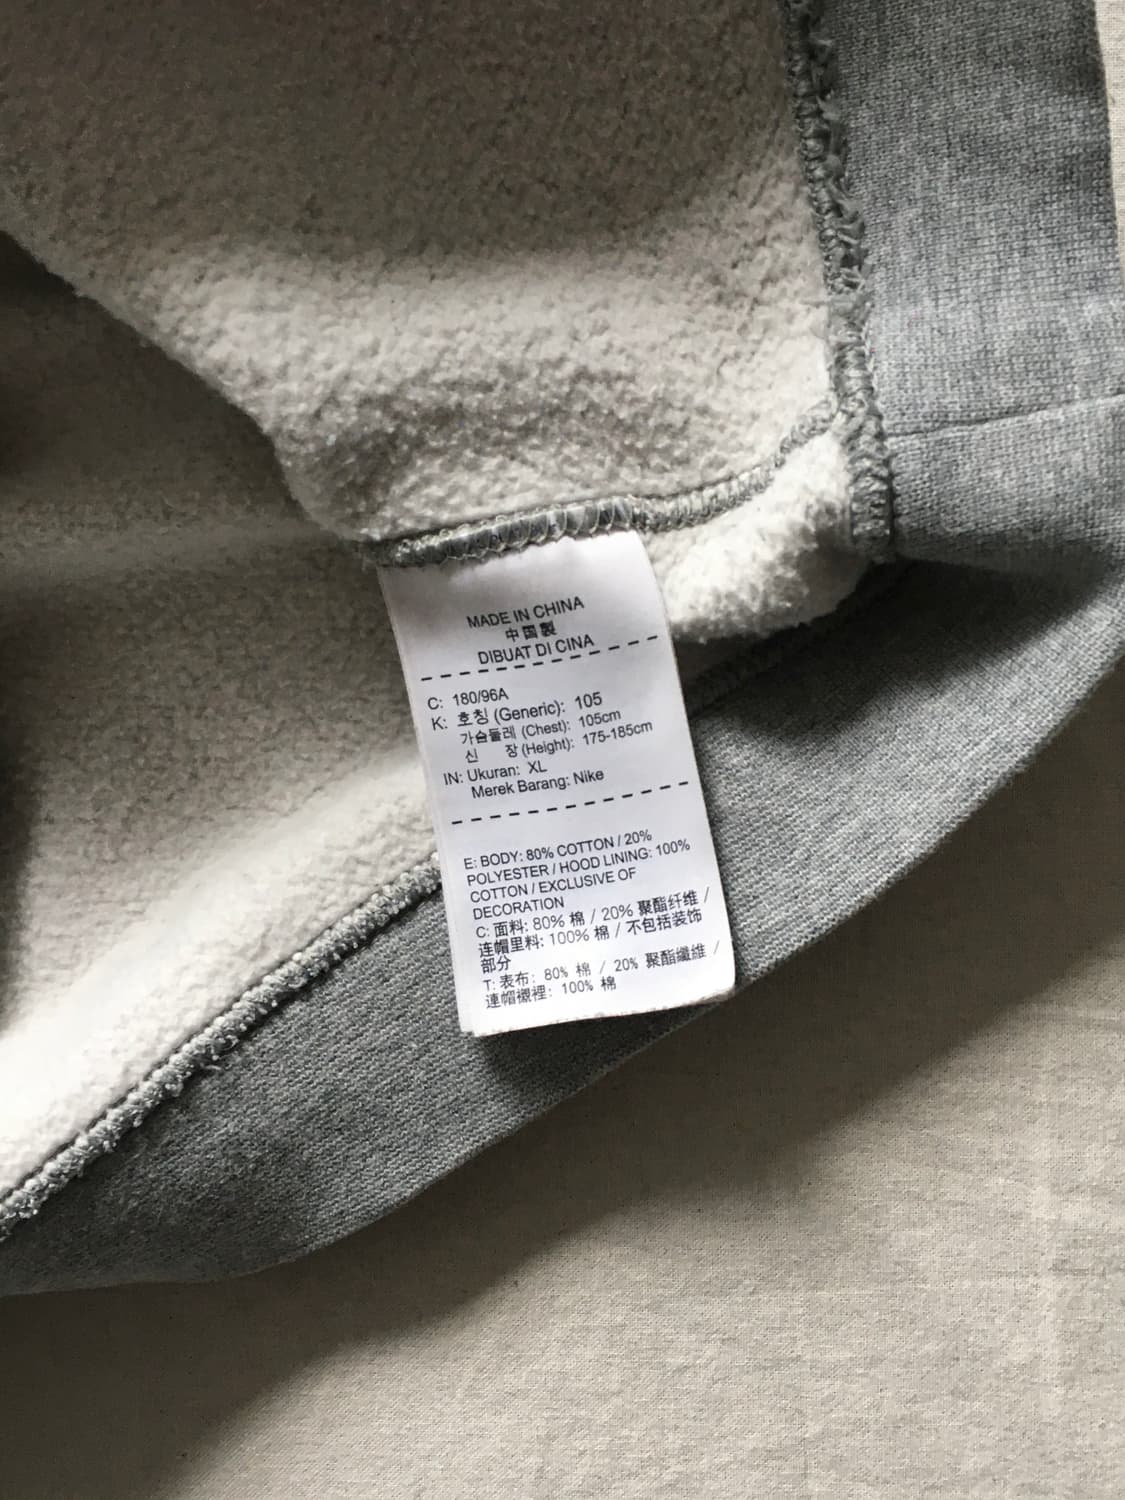 MADE IN CHINA
中国製
DIBUAT DI CINA
C: 180/96A
K: 호칭 (Generic): 105
가슴둘레 (Chest): 105cm
신 장 (Height): 175-185cm
IN: Ukuran: XL
Merek Barang: Nike
E: BODY: 80% COTTON / 20%
POLYESTER / HOOD LINING: 100%
COTTON / EXCLUSIVE OF
DECORATION
C: 面料: 80% 棉 / 20% 聚酯纤维 /
连帽里料: 100% 棉 / 不包括装饰
部分
T: 表布: 80% 棉 / 20% 聚酯纖維 /
連帽襯裡: 100% 棉